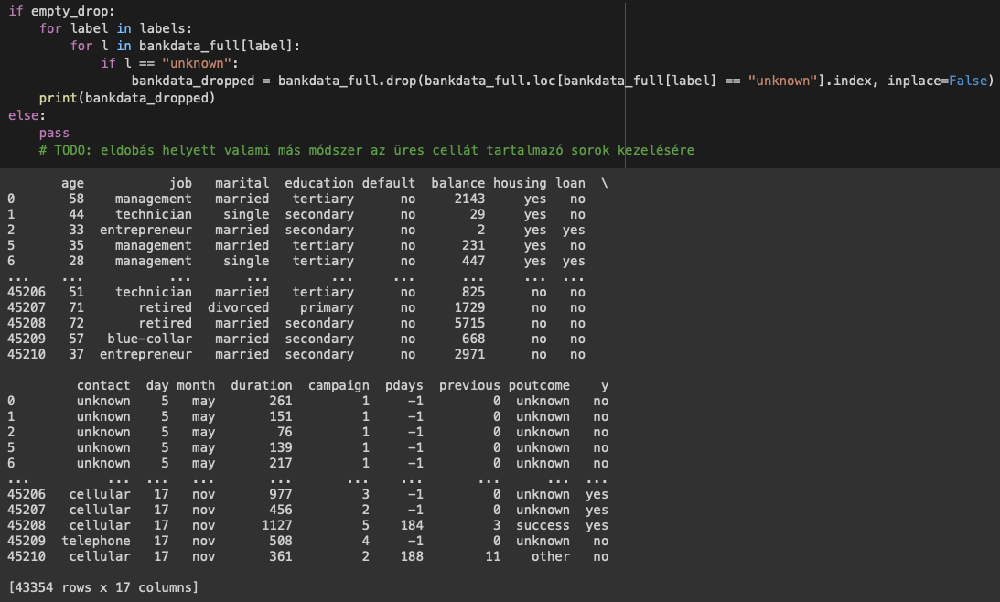 if empty_drop:
    for label in labels:
        for l in bankdata_full[label]:
            if l == "unknown":
                bankdata_dropped = bankdata_full.drop(bankdata_full.loc[bankdata_full[label] == "unknown"].index, inplace=False)
    print(bankdata_dropped)
else:
    pass
    # TODO: eldobás helyett valami más módszer az üres cellát tartalmazó sorok kezelésére
       age           job   marital  education default  balance housing loan  \
0       58    management   married   tertiary      no     2143     yes   no
1       44    technician    single  secondary      no       29     yes   no
2       33  entrepreneur   married  secondary      no        2     yes  yes
5       35    management   married   tertiary      no      231     yes   no
6       28    management    single   tertiary      no      447     yes  yes
...    ...           ...       ...        ...     ...      ...     ...  ...
45206   51    technician   married   tertiary      no      825      no   no
45207   71       retired  divorced    primary      no     1729      no   no
45208   72       retired   married  secondary      no     5715      no   no
45209   57   blue-collar   married  secondary      no      668      no   no
45210   37  entrepreneur   married  secondary      no     2971      no   no
         contact  day month  duration  campaign  pdays  previous poutcome    y
0        unknown    5   may       261         1     -1         0  unknown   no
1        unknown    5   may       151         1     -1         0  unknown   no
2        unknown    5   may        76         1     -1         0  unknown   no
5        unknown    5   may       139         1     -1         0  unknown   no
6        unknown    5   may       217         1     -1         0  unknown   no
...          ...  ...   ...       ...       ...    ...       ...      ...  ...
45206   cellular   17   nov       977         3     -1         0  unknown  yes
45207   cellular   17   nov       456         2     -1         0  unknown  yes
45208   cellular   17   nov      1127         5    184         3  success  yes
45209  telephone   17   nov       508         4     -1         0  unknown   no
45210   cellular   17   nov       361         2    188        11    other   no
[43354 rows x 17 columns]